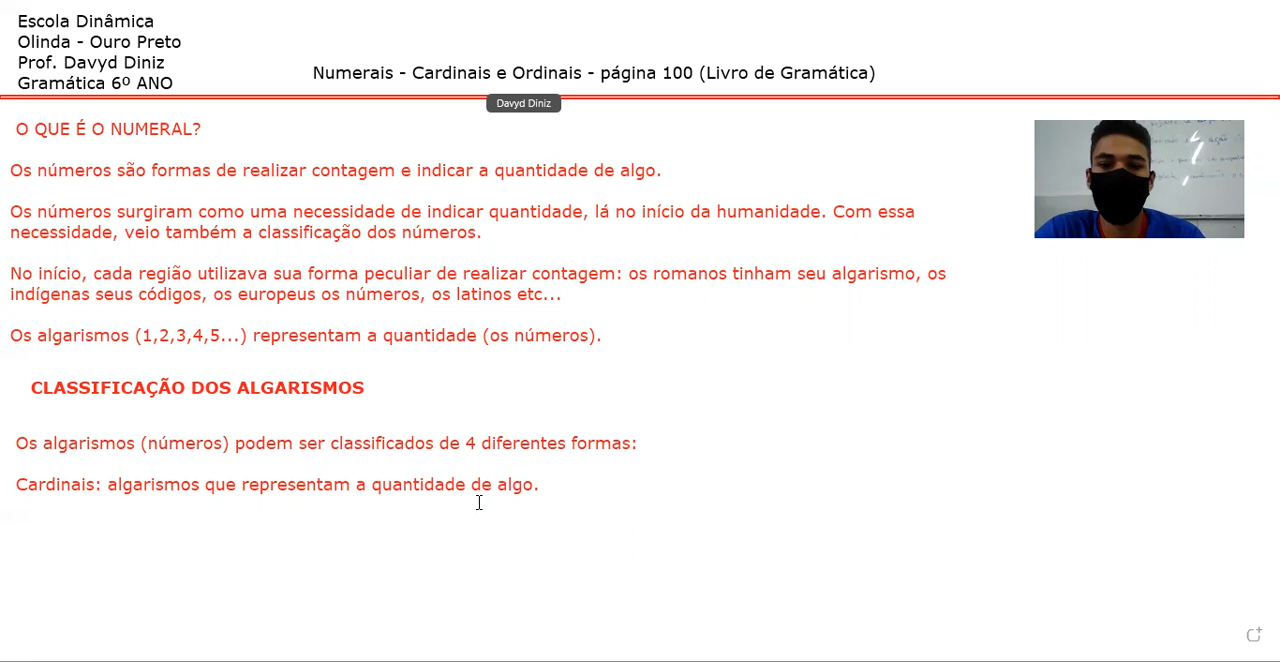 Escola Dinâmica
Olinda - Ouro Preto
Prof. Davyd Diniz
Gramática 6º ANO
Numerais - Cardinais e Ordinais - página 100 (Livro de Gramática)
Davyd Diniz
O QUE É O NUMERAL?
Os números são formas de realizar contagem e indicar a quantidade de algo.
Os números surgiram como uma necessidade de indicar quantidade, lá no início da humanidade. Com essa
necessidade, veio também a classificação dos números.
No início, cada região utilizava sua forma peculiar de realizar contagem: os romanos tinham seu algarismo, os
indígenas seus códigos, os europeus os números, os latinos etc...
Os algarismos (1,2,3,4,5...) representam a quantidade (os números).
CLASSIFICAÇÃO DOS ALGARISMOS
Os algarismos (números) podem ser classificados de 4 diferentes formas:
Cardinais: algarismos que representam a quantidade de algo.